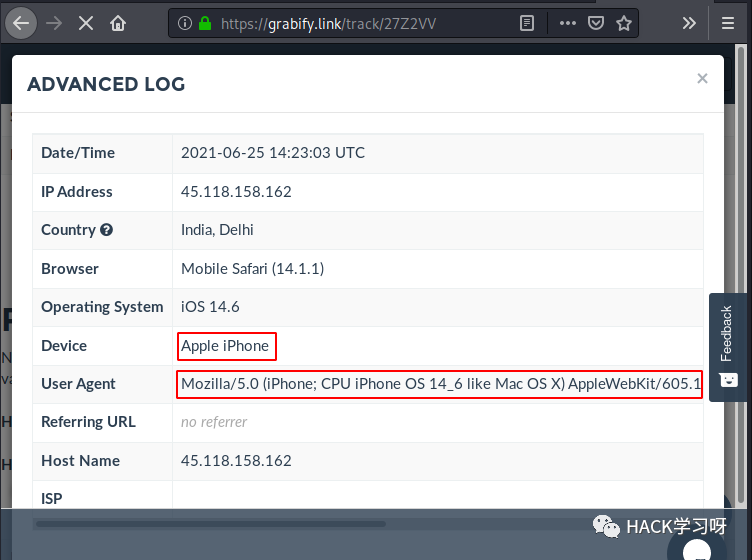 https://grabify.link/track/27Z2VV
ADVANCED LOG
×
Date/Time 2021-06-25 14:23:03 UTC
IP Address 45.118.158.162
Country India, Delhi
Browser Mobile Safari (14.1.1)
Operating System iOS 14.6
Device Apple iPhone
User Agent Mozilla/5.0 (iPhone; CPU iPhone OS 14_6 like Mac OS X) AppleWebKit/605.1
Referring URL no referrer
Host Name 45.118.158.162
ISP
Feedback
HACK学习呀